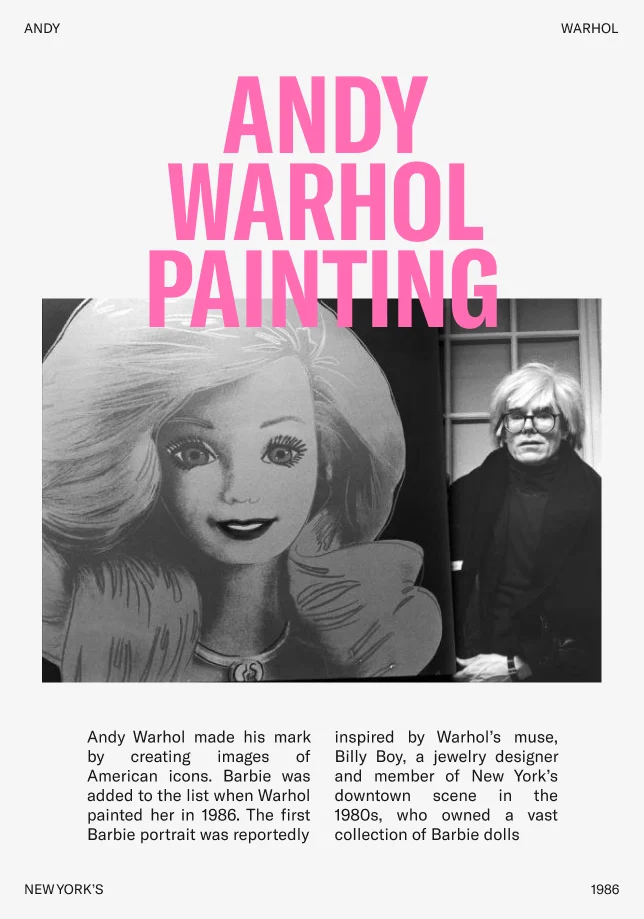 ANDY
WARHOL
ANDY
WARHOL
PAINTING
Andy Warhol made his mark
by creating images of
American icons. Barbie was
added to the list when Warhol
painted her in 1986. The first
Barbie portrait was reportedly
inspired by Warhol’s muse,
Billy Boy, a jewelry designer
and member of New York’s
downtown scene in the
1980s, who owned a vast
collection of Barbie dolls
NEW YORK’S
1986